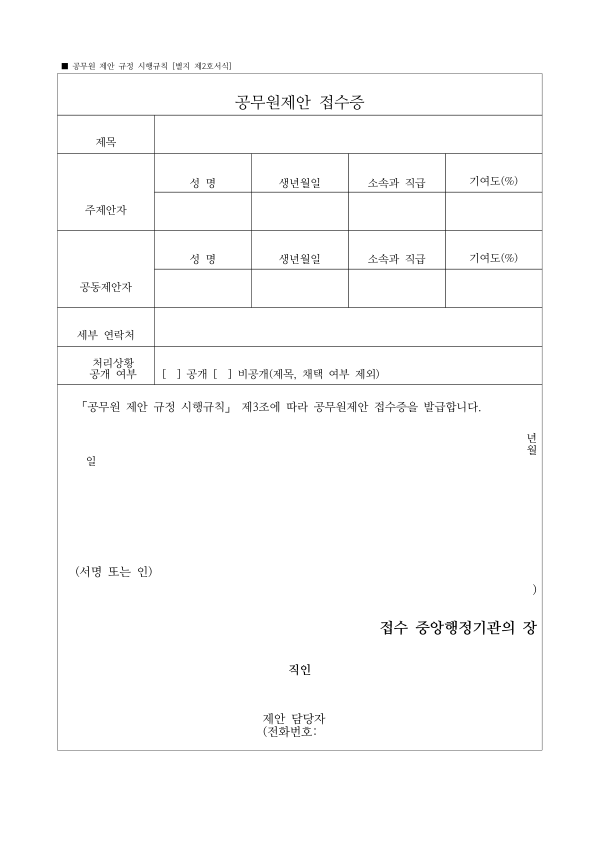 ■ 공무원 제안 규정 시행규칙 [별지 제2호서식]
공무원제안 접수증
제목
주제안자
성 명 생년월일 소속과 직급 기여도(%)
공동제안자
성 명 생년월일 소속과 직급 기여도(%)
세부 연락처
처리상황
공개 여부
[ ] 공개 [ ] 비공개(제목, 채택 여부 제외)
「공무원 제안 규정 시행규칙」 제3조에 따라 공무원제안 접수증을 발급합니다.
년
월
일
(서명 또는 인)
)
접수 중앙행정기관의 장
직인
제안 담당자
(전화번호: